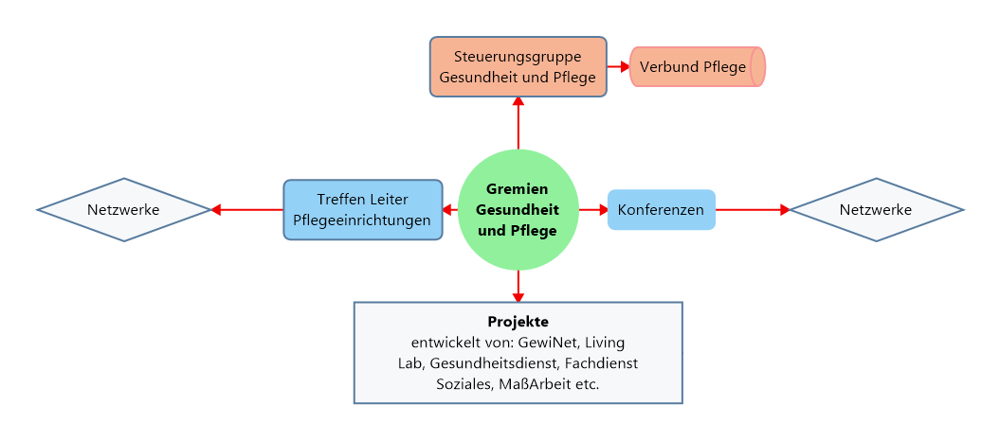 Steuerungsgruppe
Gesundheit und Pflege
Verbund Pflege
Netzwerke
Treffen Leiter
Pflegeeinrichtungen
Gremien
Gesundheit
und Pflege
Konferenzen
Netzwerke
Projekte
entwickelt von: GewiNet, Living
Lab, Gesundheitsdienst, Fachdienst
Soziales, MaßArbeit etc.